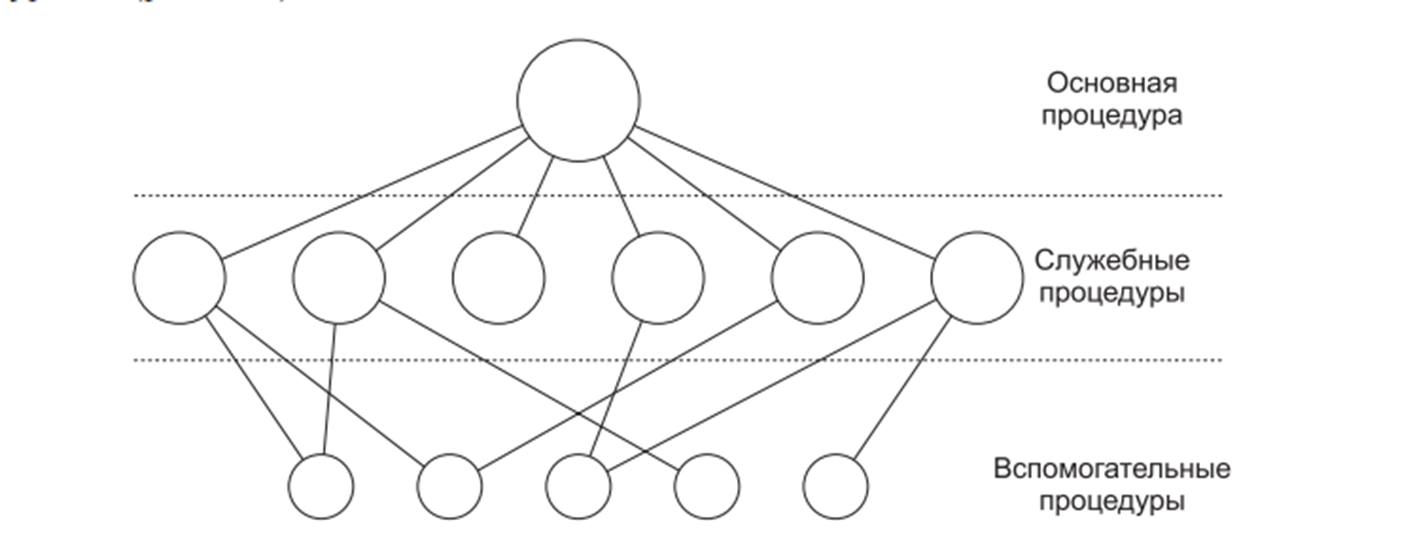 Основная
процедура
Служебные
процедуры
Вспомогательные
процедуры